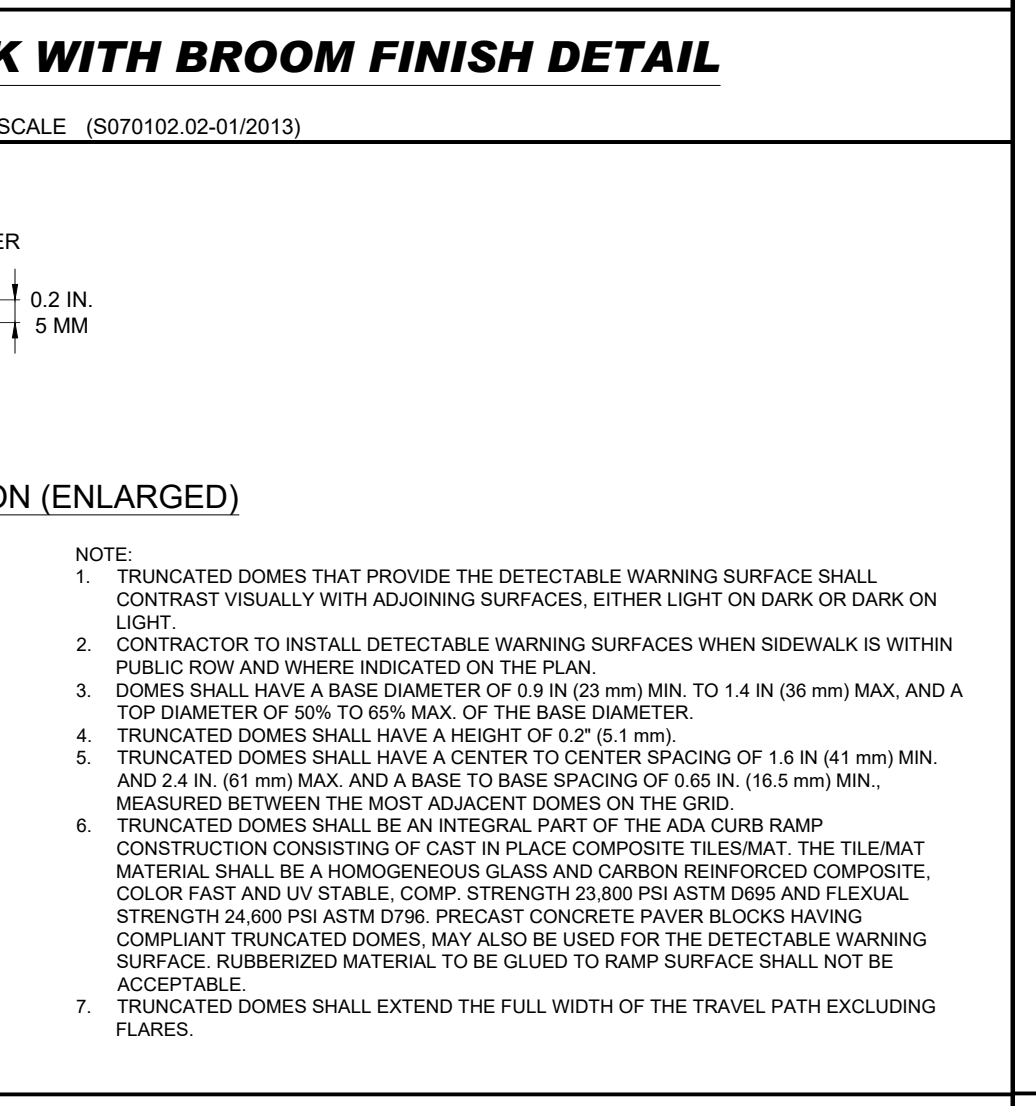 K WITH BROOM FINISH DETAIL
SCALE (S070102.02-01/2013)
ER
0.2 IN.
5 MM
ON (ENLARGED)
NOTE:
1. TRUNCATED DOMES THAT PROVIDE THE DETECTABLE WARNING SURFACE SHALL
CONTRAST VISUALLY WITH ADJOINING SURFACES, EITHER LIGHT ON DARK OR DARK ON
LIGHT.
2. CONTRACTOR TO INSTALL DETECTABLE WARNING SURFACES WHEN SIDEWALK IS WITHIN
PUBLIC ROW AND WHERE INDICATED ON THE PLAN.
3. DOMES SHALL HAVE A BASE DIAMETER OF 0.9 IN (23 mm) MIN. TO 1.4 IN (36 mm) MAX, AND A
TOP DIAMETER OF 50% TO 65% MAX. OF THE BASE DIAMETER.
4. TRUNCATED DOMES SHALL HAVE A HEIGHT OF 0.2" (5.1 mm).
5. TRUNCATED DOMES SHALL HAVE A CENTER TO CENTER SPACING OF 1.6 IN (41 mm) MIN.
AND 2.4 IN. (61 mm) MAX. AND A BASE TO BASE SPACING OF 0.65 IN. (16.5 mm) MIN.,
MEASURED BETWEEN THE MOST ADJACENT DOMES ON THE GRID.
6. TRUNCATED DOMES SHALL BE AN INTEGRAL PART OF THE ADA CURB RAMP
CONSTRUCTION CONSISTING OF CAST IN PLACE COMPOSITE TILES/MAT. THE TILE/MAT
MATERIAL SHALL BE A HOMOGENEOUS GLASS AND CARBON REINFORCED COMPOSITE,
COLOR FAST AND UV STABLE, COMP. STRENGTH 23,800 PSI ASTM D695 AND FLEXUAL
STRENGTH 24,600 PSI ASTM D796. PRECAST CONCRETE PAVER BLOCKS HAVING
COMPLIANT TRUNCATED DOMES, MAY ALSO BE USED FOR THE DETECTABLE WARNING
SURFACE. RUBBERIZED MATERIAL TO BE GLUED TO RAMP SURFACE SHALL NOT BE
ACCEPTABLE.
7. TRUNCATED DOMES SHALL EXTEND THE FULL WIDTH OF THE TRAVEL PATH EXCLUDING
FLARES.